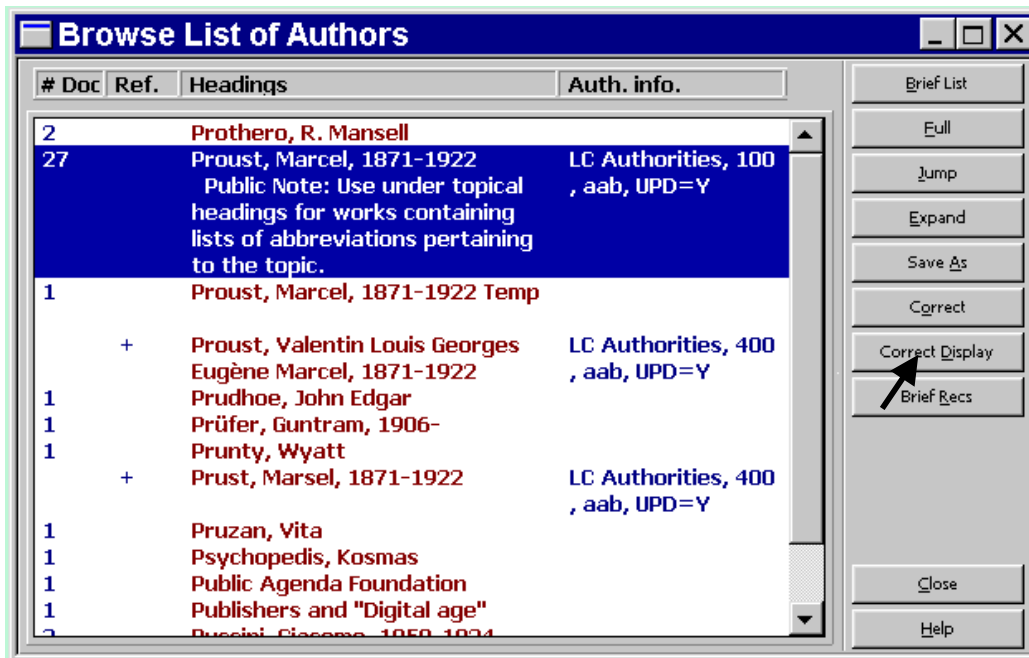 Browse List of Authors
# Doc Ref. Headings Auth. info.
2 Prothero, R. Mansell
27 Proust, Marcel, 1871-1922 LC Authorities, 100
Public Note: Use under topical , aab, UPD=Y
headings for works containing
lists of abbreviations pertaining
to the topic.
1 Proust, Marcel, 1871-1922 Temp
+ Proust, Valentin Louis Georges LC Authorities, 400
Eugène Marcel, 1871-1922 , aab, UPD=Y
1 Prudhoe, John Edgar
1 Prüfer, Guntram, 1906-
1 Prunty, Wyatt
+ Prust, Marsel, 1871-1922 LC Authorities, 400
, aab, UPD=Y
1 Pruzan, Vita
1 Psychopedis, Kosmas
1 Public Agenda Foundation
1 Publishers and "Digital age"
Brief List
Full
Jump
Expand
Save As
Correct
Correct Display
Brief Recs
Close
Help